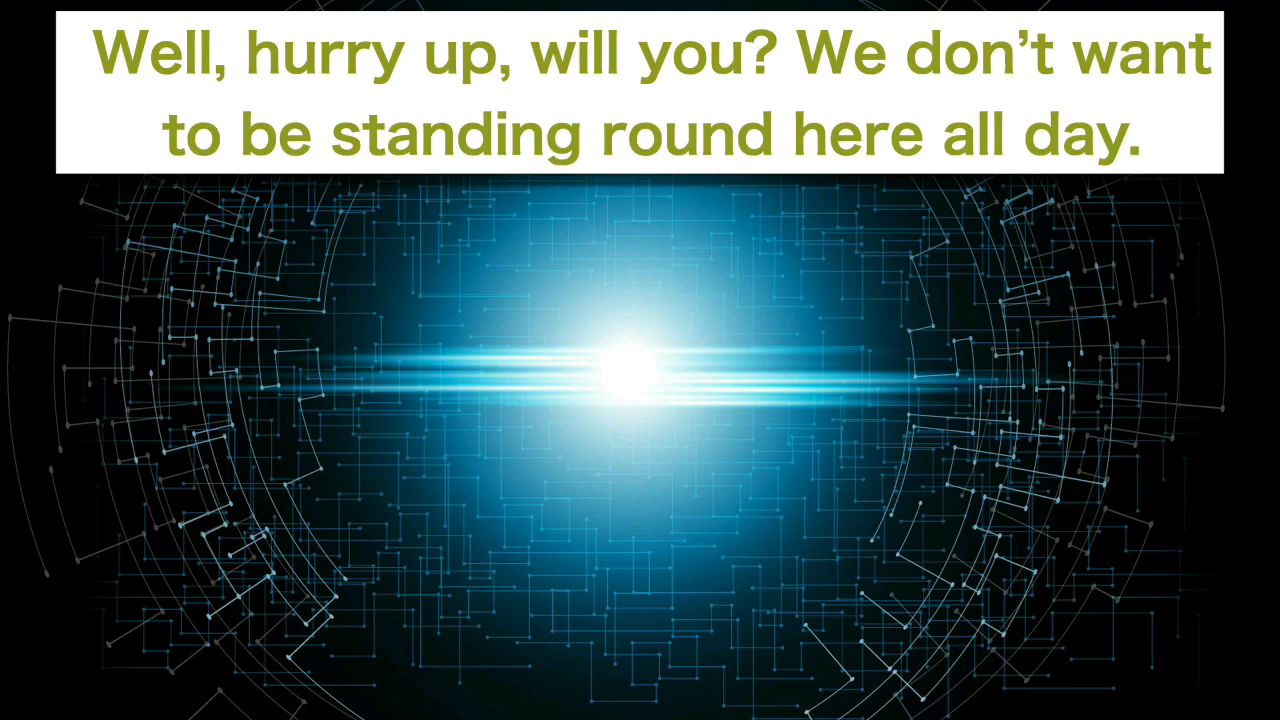 Well, hurry up, will you? We don’t want
to be standing round here all day.